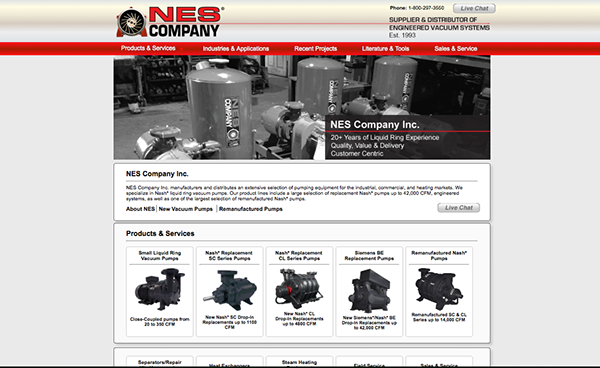 NES®
COMPANY
Phone: 1-800-297-3550
Live Chat
SUPPLIER & DISTRIBUTOR OF
ENGINEERED VACUUM SYSTEMS
Est. 1993
Products & Services
Industries & Applications
Recent Projects
Literature & Tools
Sales & Service
NES
COMPANY
NES Company Inc.
20+ Years of Liquid Ring Experience
Quality, Value & Delivery
Customer Centric
NES Company Inc.
NES Company Inc. manufacturers and distributes an extensive selection of pumping equipment for the industrial, commercial, and heating markets. We
specialize in Nash® liquid ring vacuum pumps. Our product lines include a large selection of replacement Nash® pumps up to 42,000 CFM, engineered
systems, as well as one of the largest selection of remanufactured Nash® pumps.
About NES | New Vacuum Pumps | Remanufactured Pumps
Live Chat
Products & Services
Small Liquid Ring
Vacuum Pumps
Close-Coupled pumps from
20 to 350 CFM
Nash® Replacement
SC Series Pumps
New Nash® SC Drop-In
Replacements up to 1100
CFM
Nash® Replacement
CL Series Pumps
New Nash® CL
Drop-In Replacements
up to 4600 CFM
Siemens BE
Replacement Pumps
New Siemens®/Nash® BE
Drop-In Replacements up
to 42,000 CFM
Remanufactured Nash®
Pumps
Remanufactured SC & CL
Series up to 14,000 CFM
Separators/Repair
Heat Exchangers
Steam Heating
Field Service
Sales & Service